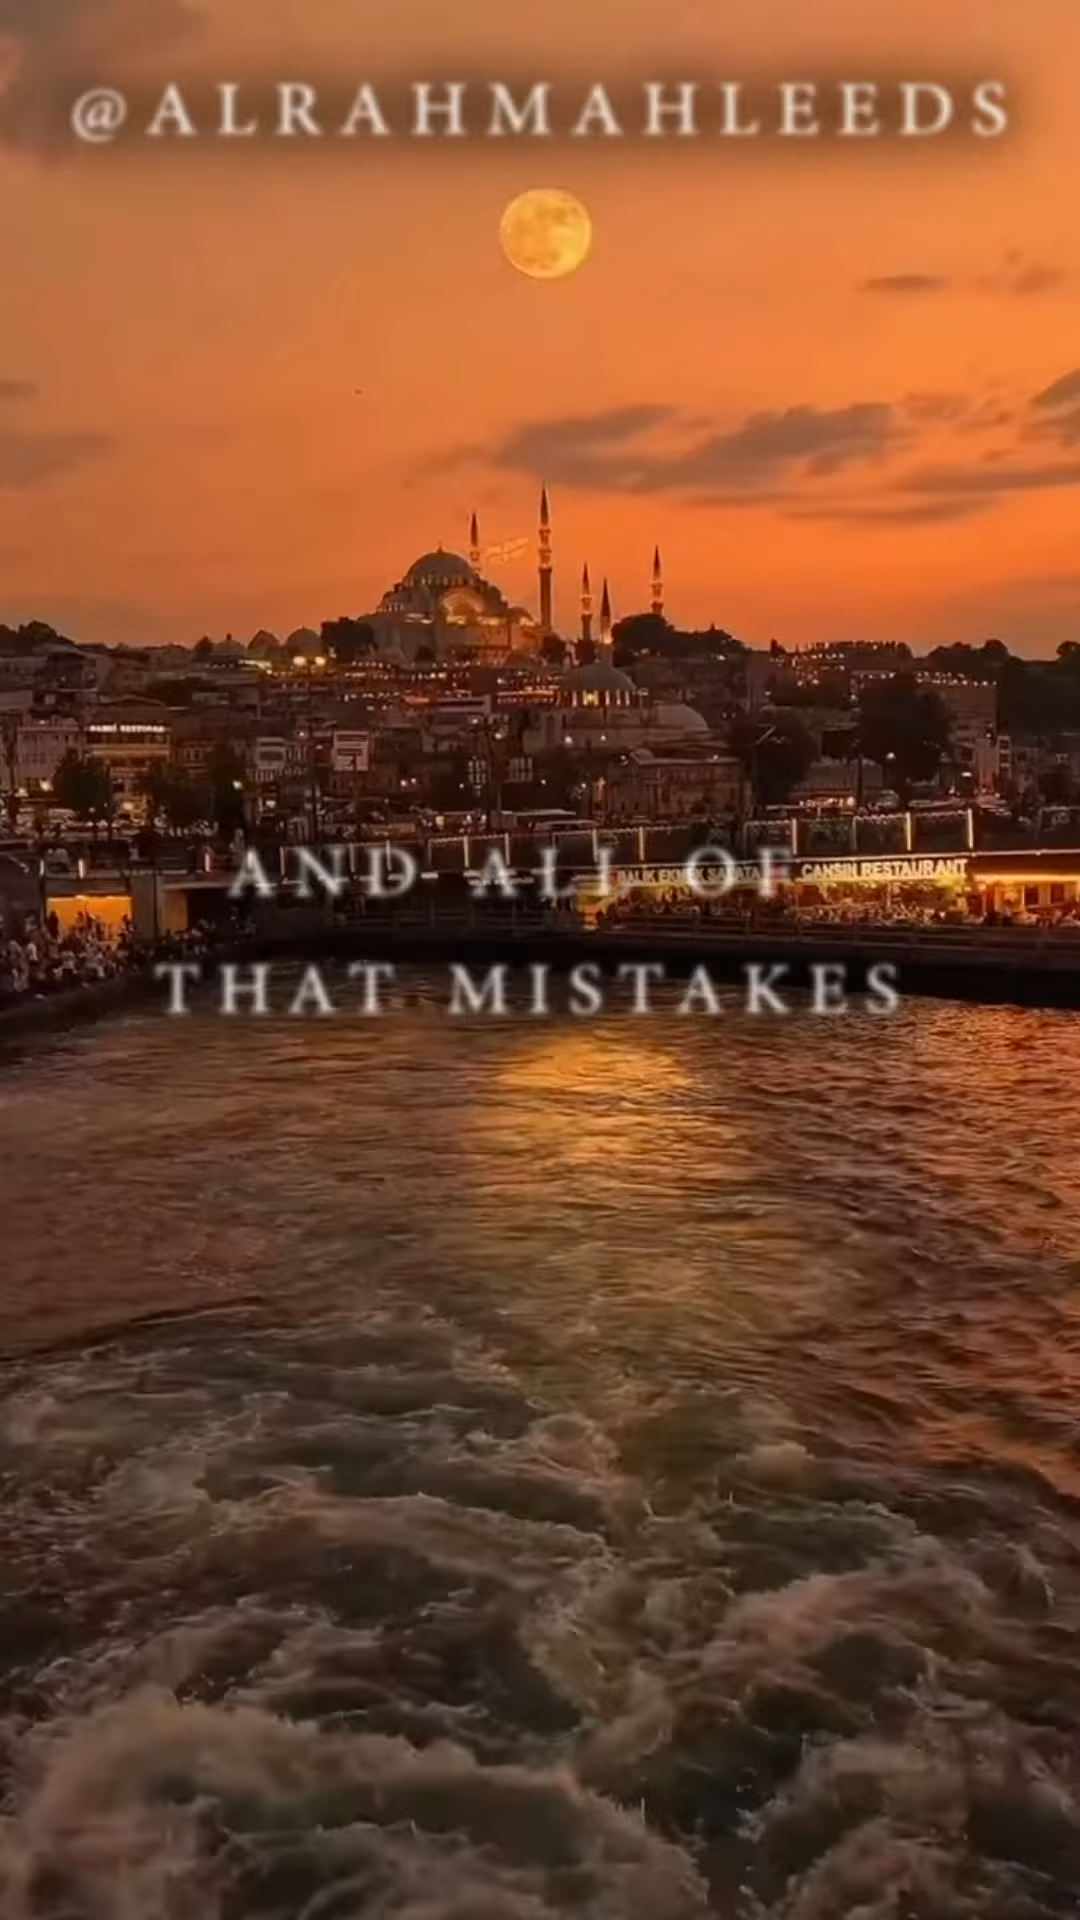 @ALRAHMAHLEEDS
AND ALL OF
CANSIN RESTAURANT
THAT MISTAKES